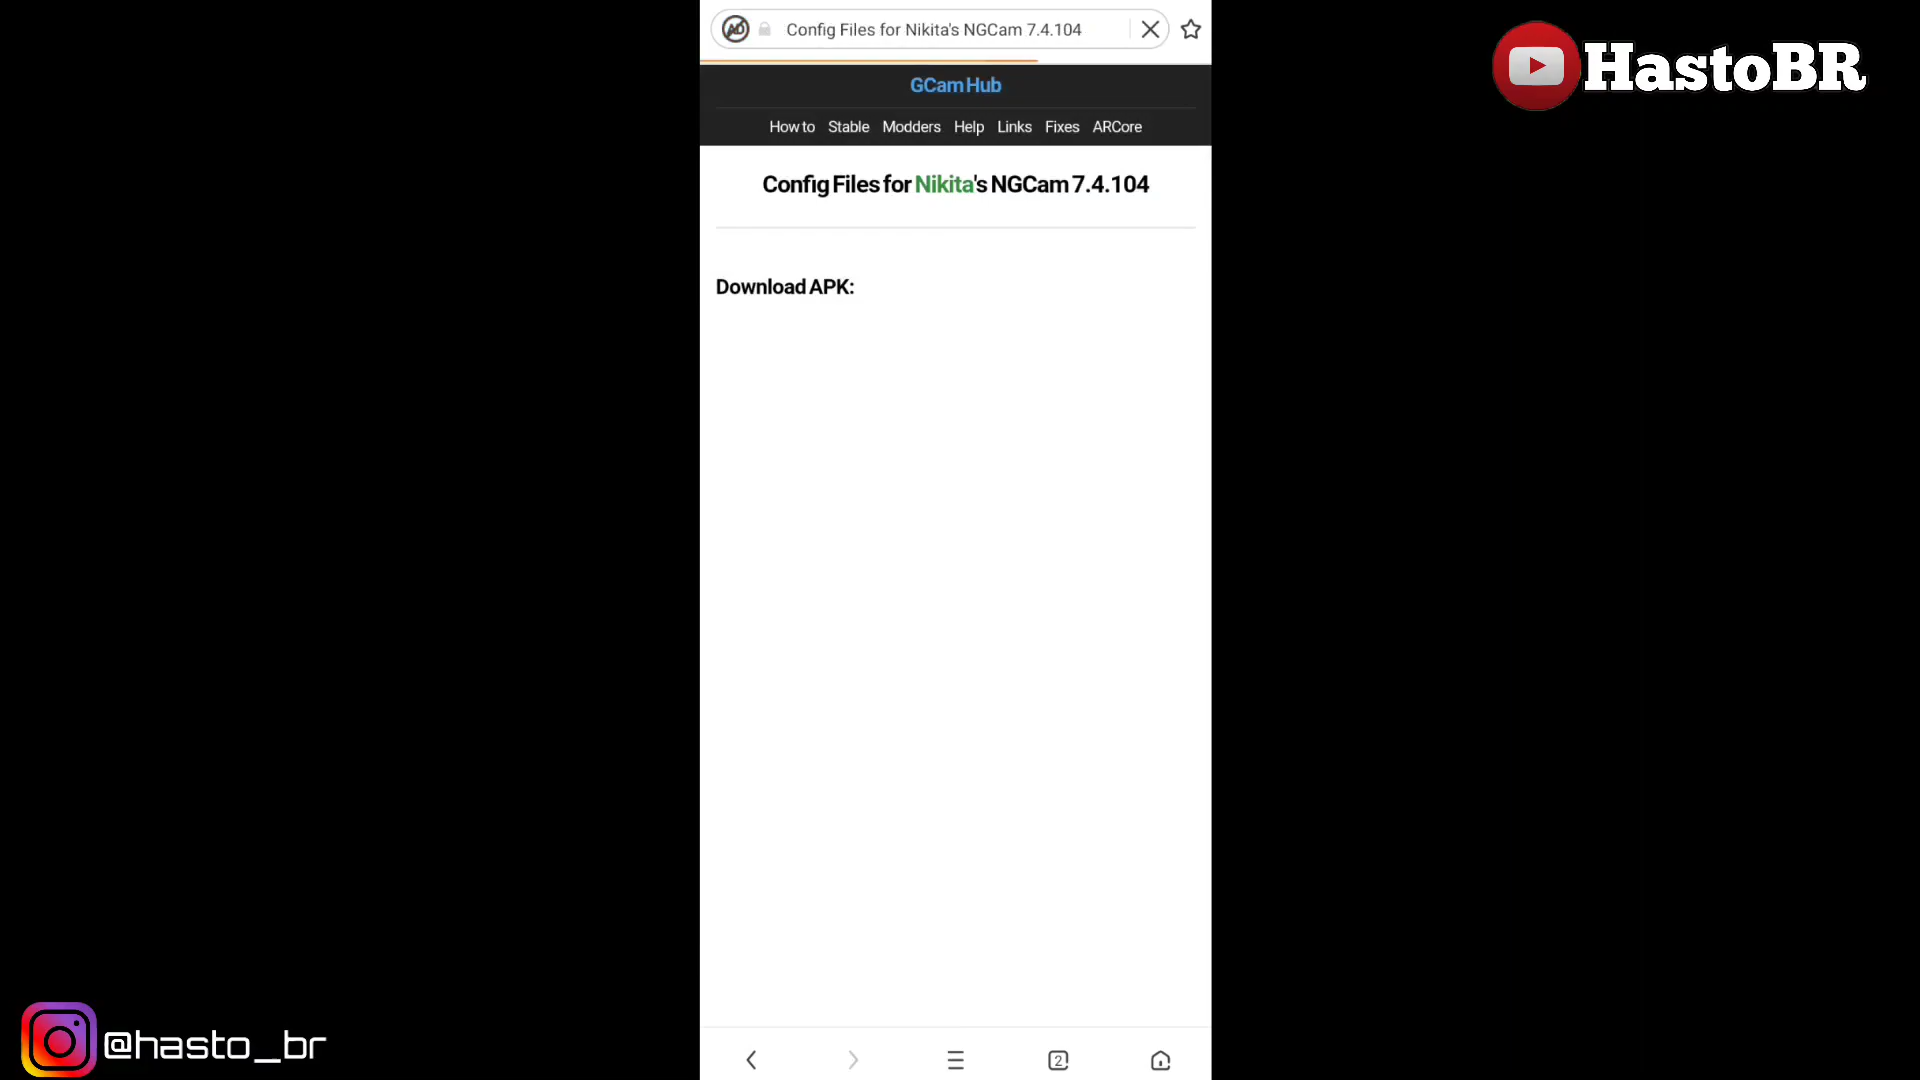 Config Files for Nikita's NGCam 7.4.104
HastoBR
GCam Hub
How to Stable Modders Help Links Fixes ARCore
Config Files for Nikita's NGCam 7.4.104
Download APK:
2
@hasto_br